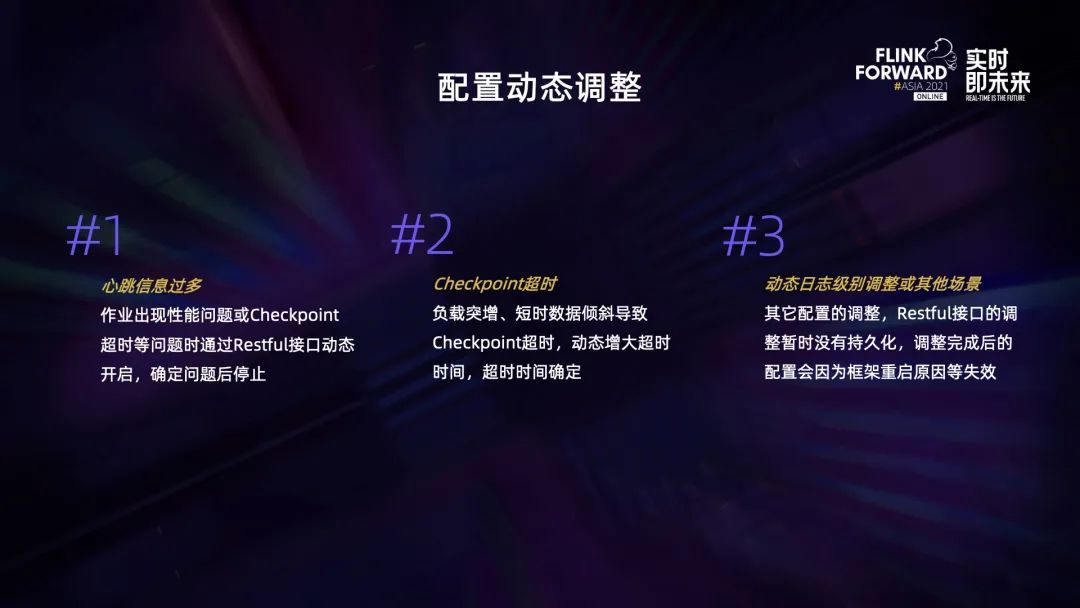 配置动态调整
FLINK
FORWARD
#ASIA 2021
ONLINE
实时
即未来
REAL-TIME IS THE FUTURE
#1
心跳信息过多
作业出现性能问题或Checkpoint
超时等问题时通过Restful接口动态
开启，确定问题后停止
#2
Checkpoint超时
负载突增、短时数据倾斜导致
Checkpoint超时，动态增大超时
时间，超时时间确定
#3
动态日志级别调整或其他场景
其它配置的调整，Restful接口的调
整暂时没有持久化，调整完成后的
配置会因为框架重启原因等失效